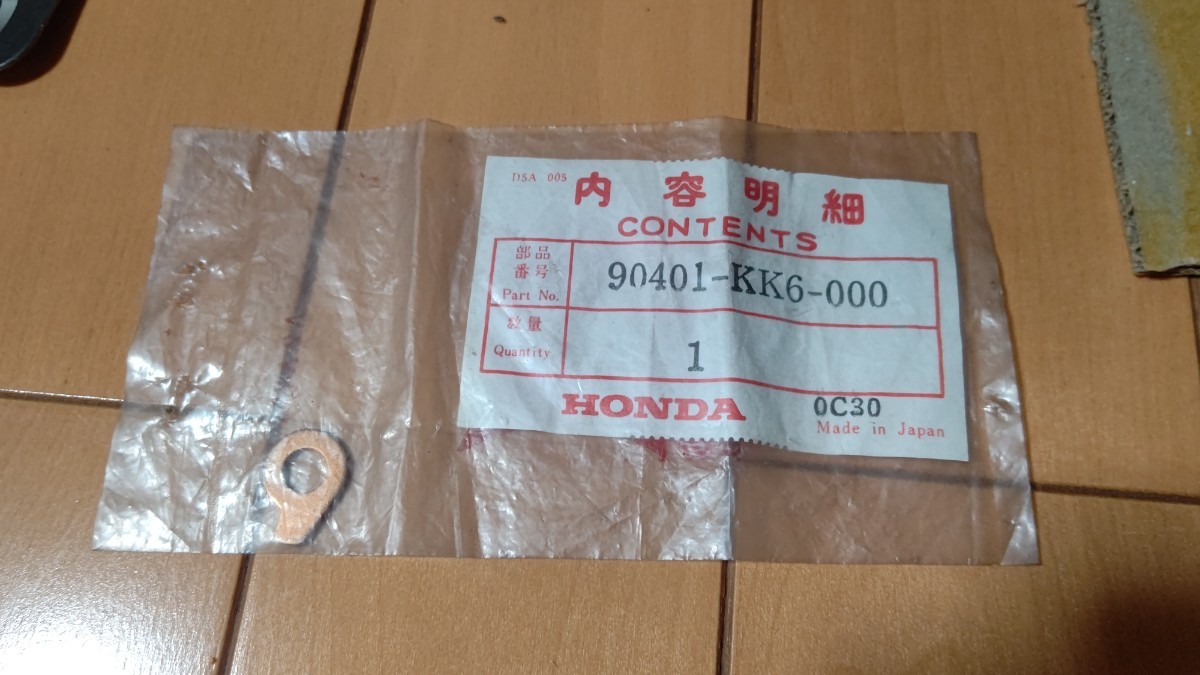 D5A 005
内容明細
CONTENTS
部品
番号
Part No.
90401-KK6-000
数量
Quantity
1
HONDA
0C30
Made in Japan